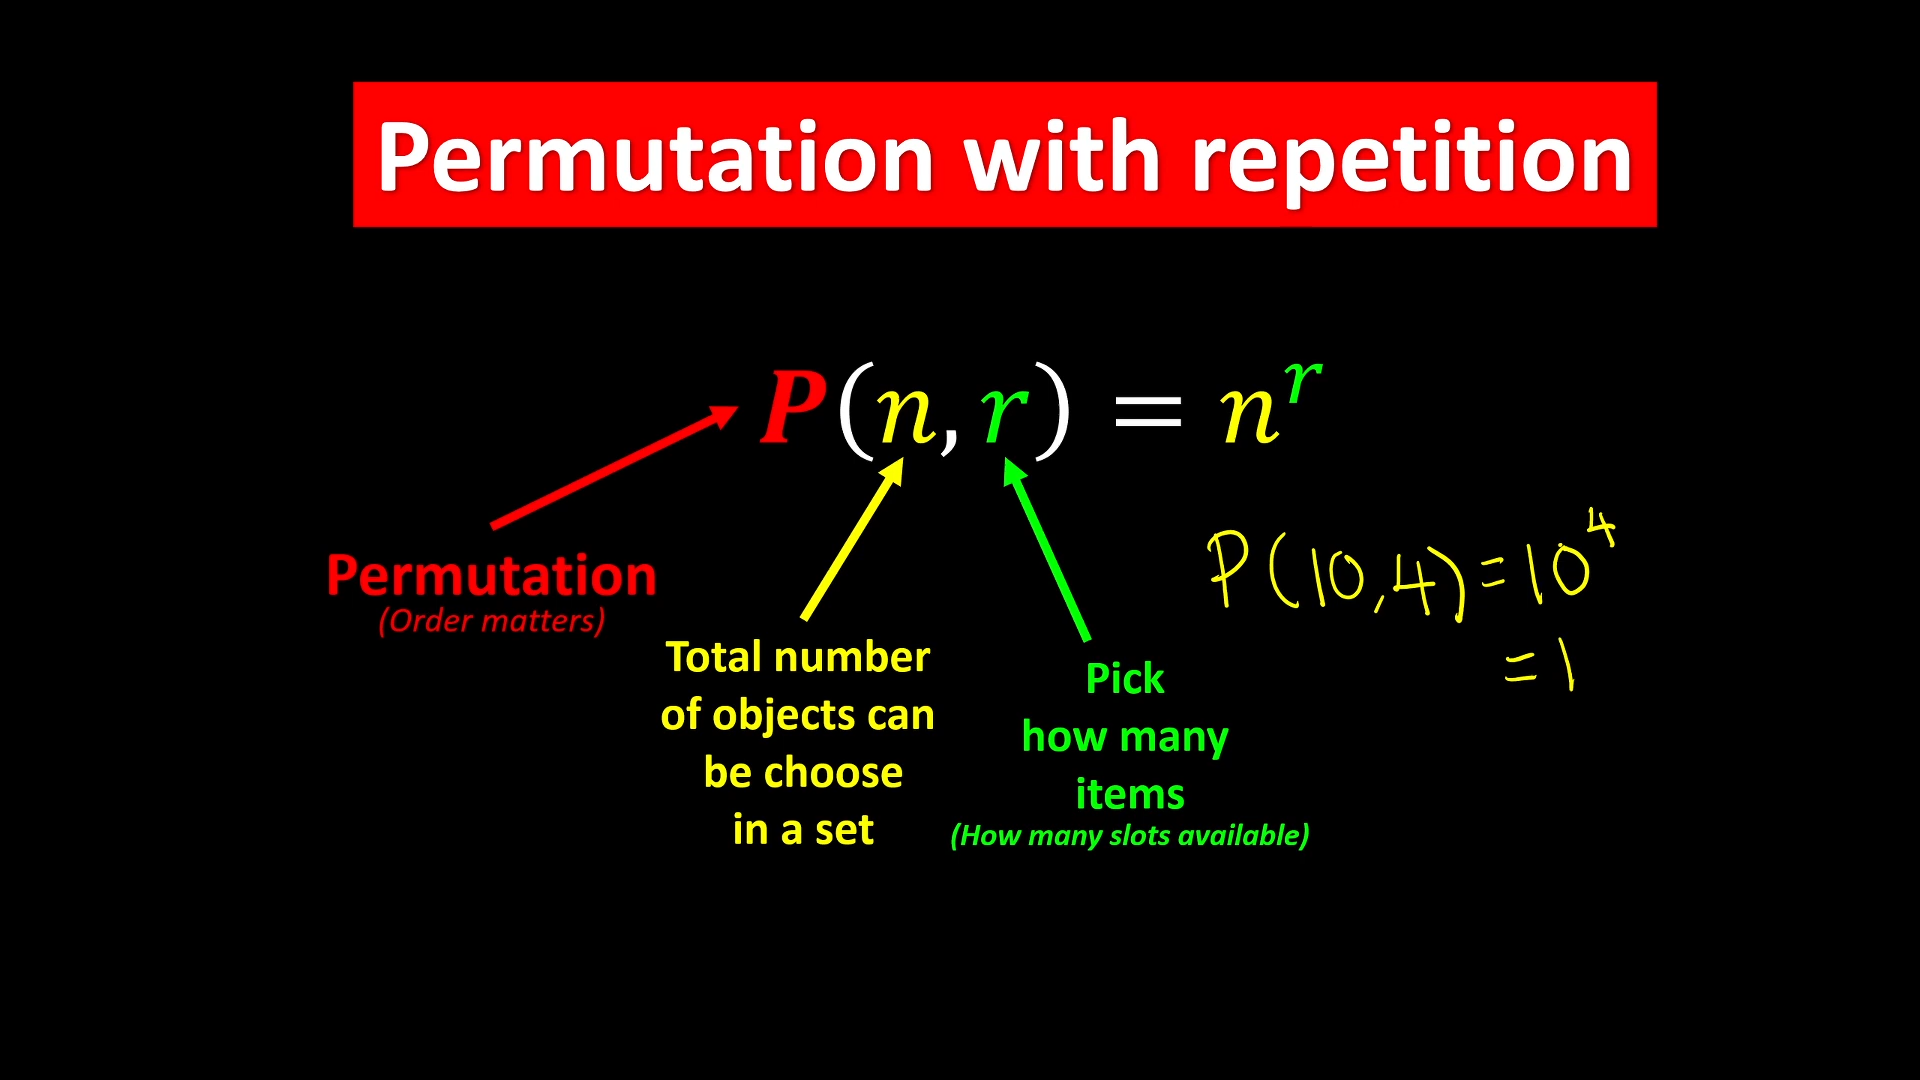 Permutation with repetition
P(n, r) = n^r
P(10,4)=10^4
=1
Permutation
(Order matters)
Total number
of objects can
be choose
in a set
Pick
how many
items
(How many slots available)